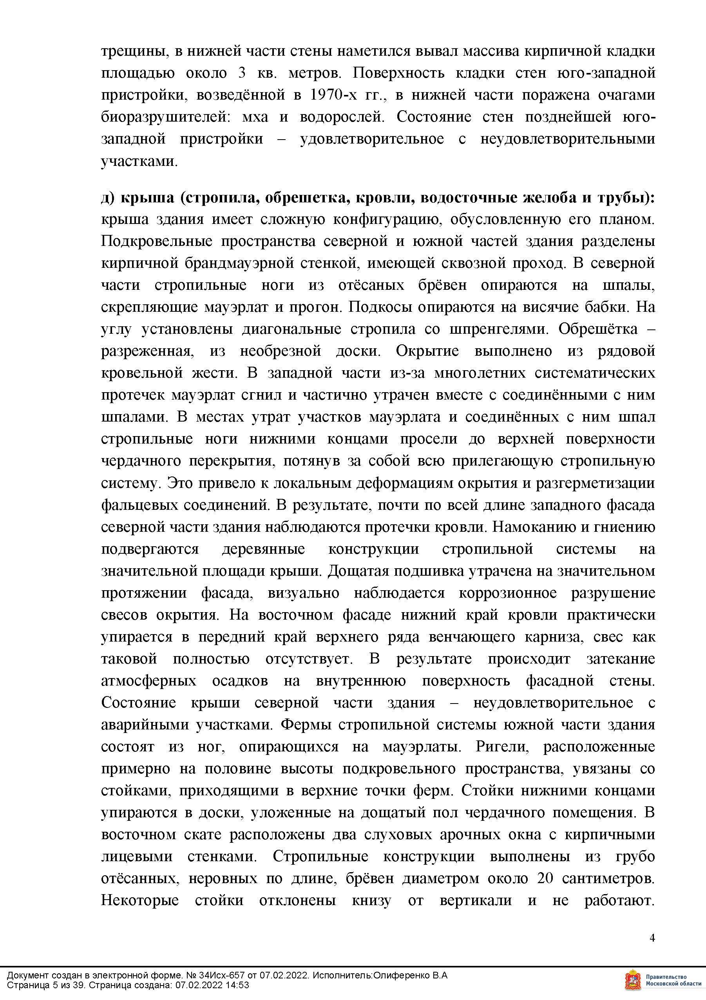 трещины, в нижней части стены наметился вывал массива кирпичной кладки
площадью около 3 кв. метров. Поверхность кладки стен юго-западной
пристройки, возведённой в 1970-х гг., в нижней части поражена очагами
биоразрушителей: мха и водорослей. Состояние стен позднейшей юго-
западной пристройки – удовлетворительное с неудовлетворительными
участками.
д) крыша (стропила, обрешетка, кровли, водосточные желоба и трубы):
крыша здания имеет сложную конфигурацию, обусловленную его планом.
Подкровельные пространства северной и южной частей здания разделены
кирпичной брандмауэрной стенкой, имеющей сквозной проход. В северной
части стропильные ноги из отёсаных брёвен опираются на шпалы,
скрепляющие мауэрлат и прогон. Подкосы опираются на висячие бабки. На
углу установлены диагональные стропила со шпренгелями. Обрешётка –
разреженная, из необрезной доски. Окрытие выполнено из рядовой
кровельной жести. В западной части из-за многолетних систематических
протечек мауэрлат сгнил и частично утрачен вместе с соединёнными с ним
шпалами. В местах утрат участков мауэрлата и соединённых с ним шпал
стропильные ноги нижними концами просели до верхней поверхности
чердачного перекрытия, потянув за собой всю прилегающую стропильную
систему. Это привело к локальным деформациям окрытия и разгерметизации
фальцевых соединений. В результате, почти по всей длине западного фасада
северной части здания наблюдаются протечки кровли. Намоканию и гниению
подвергаются деревянные конструкции стропильной системы на
значительной площади крыши. Дощатая подшивка утрачена на значительном
протяжении фасада, визуально наблюдается коррозионное разрушение
свесов окрытия. На восточном фасаде нижний край кровли практически
упирается в передний край верхнего ряда венчающего карниза, свес как
таковой полностью отсутствует. В результате происходит затекание
атмосферных осадков на внутреннюю поверхность фасадной стены.
Состояние крыши северной части здания – неудовлетворительное с
аварийными участками. Фермы стропильной системы южной части здания
состоят из ног, опирающихся на мауэрлаты. Ригели, расположенные
примерно на половине высоты подкровельного пространства, увязаны со
стойками, приходящими в верхние точки ферм. Стойки нижними концами
упираются в доски, уложенные на дощатый пол чердачного помещения. В
восточном скате расположены два слуховых арочных окна с кирпичными
лицевыми стенками. Стропильные конструкции выполнены из грубо
отёсанных, неровных по длине, брёвен диаметром около 20 сантиметров.
Некоторые стойки отклонены книзу от вертикали и не работают.
4
Документ создан в электронной форме. № 34Исх-657 от 07.02.2022. Исполнитель:Олиференко В.А
Страница 5 из 39. Страница создана: 07.02.2022 14:53
Правительство
Московской области